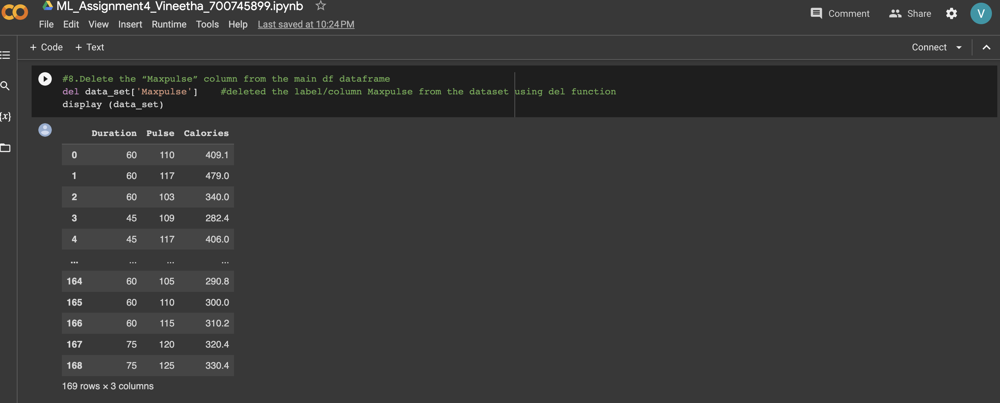 ML_Assignment4_Vineetha_700745899.ipynb
File Edit View Insert Runtime Tools Help Last saved at 10:24 PM
Comment Share V
+ Code + Text
Connect
{x}
#8.Delete the “Maxpulse” column from the main df dataframe
del data_set['Maxpulse']    #deleted the label/column Maxpulse from the dataset using del function
display (data_set)
Duration Pulse Calories
0 60 110 409.1
1 60 117 479.0
2 60 103 340.0
3 45 109 282.4
4 45 117 406.0
... ... ... ...
164 60 105 290.8
165 60 110 300.0
166 60 115 310.2
167 75 120 320.4
168 75 125 330.4
169 rows × 3 columns